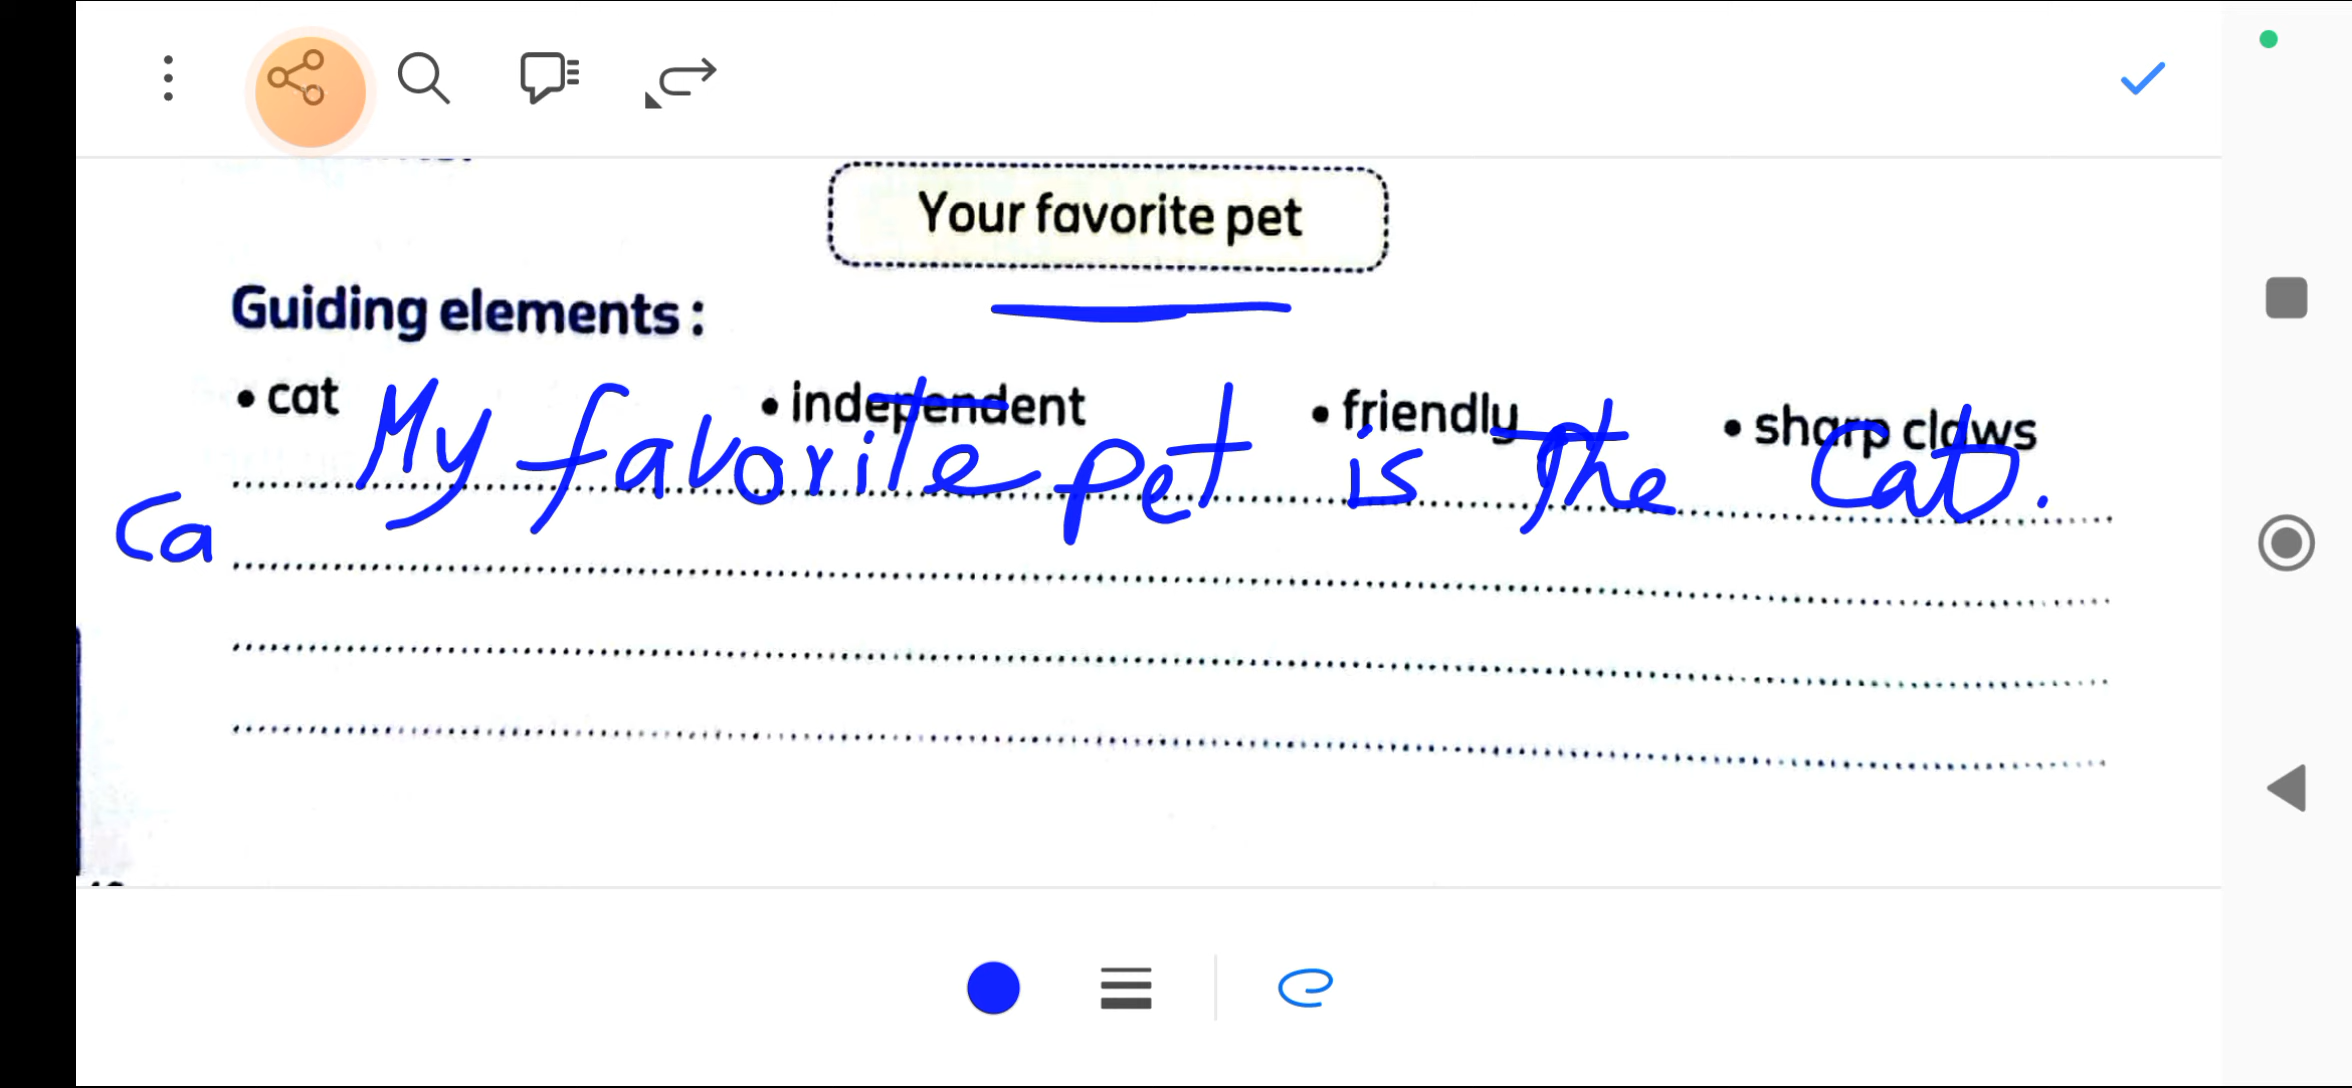 Your favorite pet
Guiding elements :
• cat • independent • friendly • sharp claws
My favorite pet is the Cat.
Ca